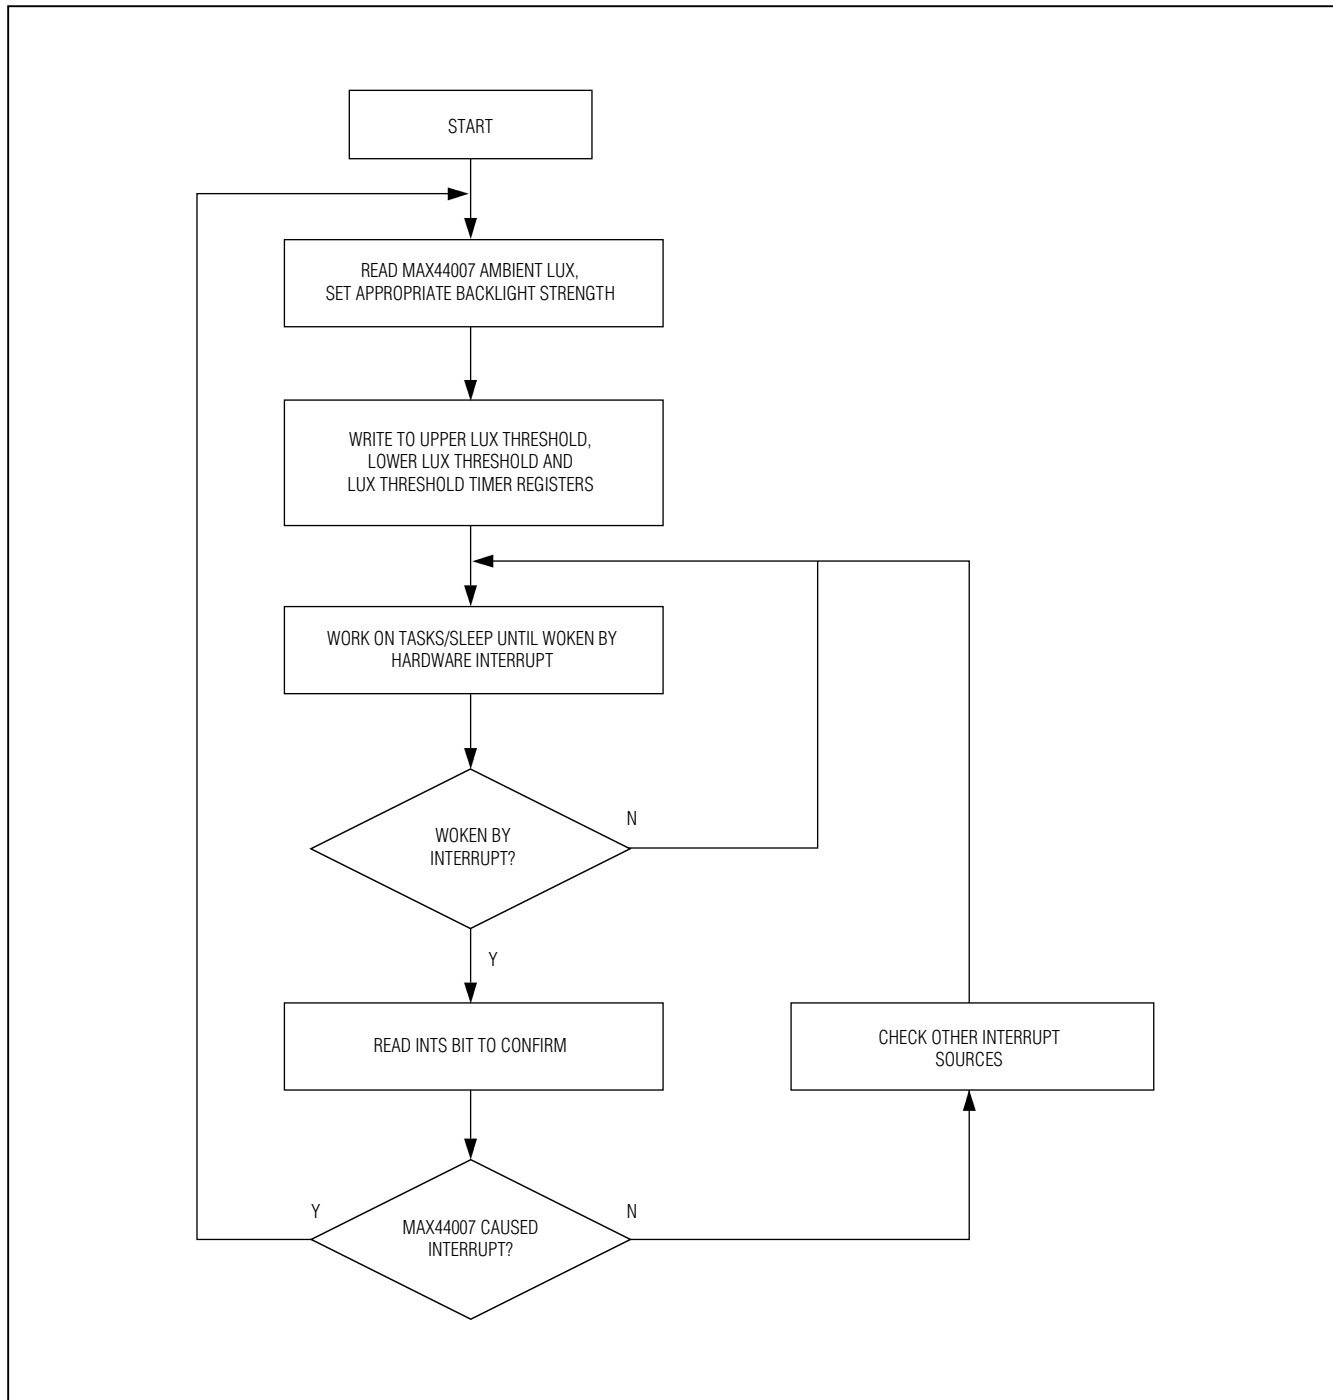 START
READ MAX44007 AMBIENT LUX,
SET APPROPRIATE BACKLIGHT STRENGTH
WRITE TO UPPER LUX THRESHOLD,
LOWER LUX THRESHOLD AND
LUX THRESHOLD TIMER REGISTERS
WORK ON TASKS/SLEEP UNTIL WOKEN BY
HARDWARE INTERRUPT
WOKEN BY
INTERRUPT?
N
Y
READ INTS BIT TO CONFIRM
CHECK OTHER INTERRUPT
SOURCES
Y
MAX44007 CAUSED
INTERRUPT?
N